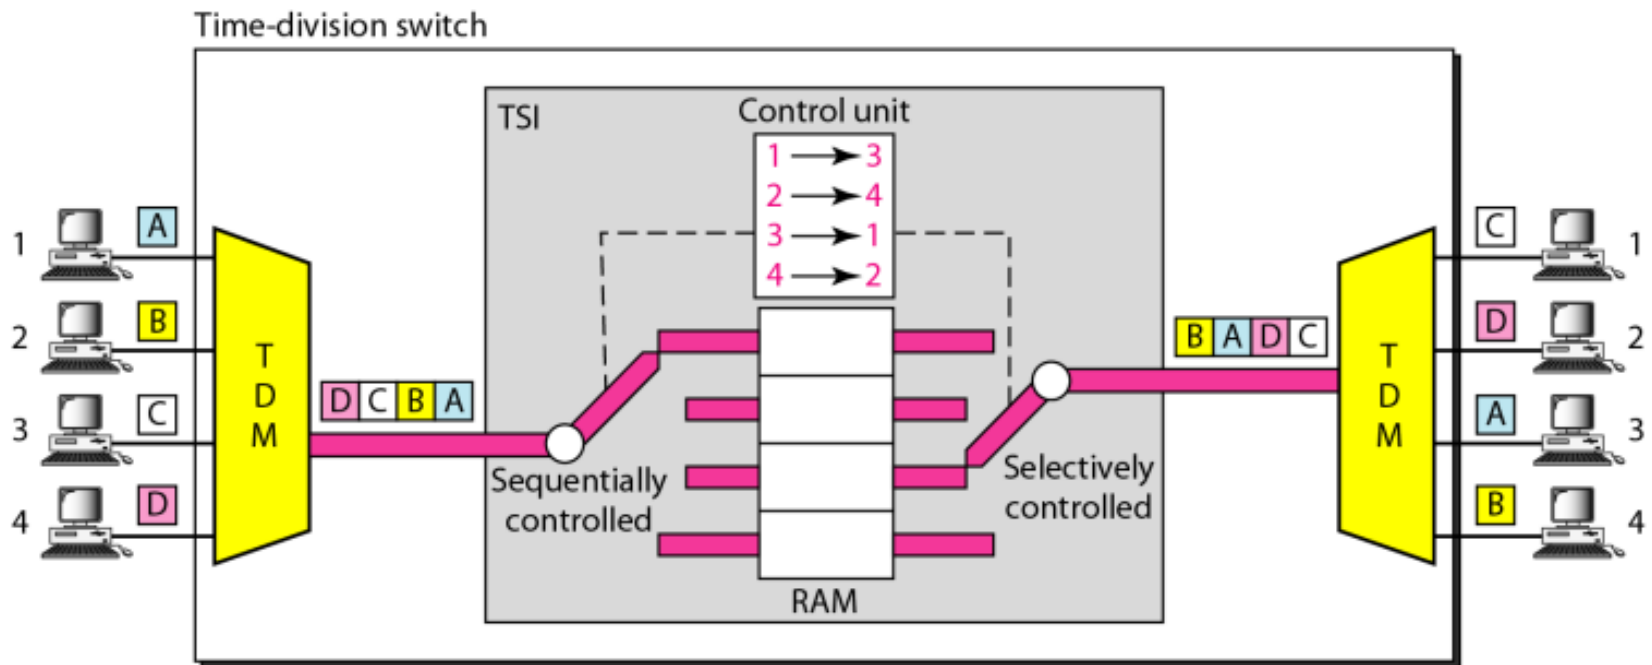 Time-division switch
TSI
Control unit
1 → 3
2 → 4
3 → 1
4 → 2
1 A
2 B
3 C
4 D
T
D
M
D C B A
Sequentially
controlled
RAM
Selectively
controlled
B A D C
T
D
M
C 1
D 2
A 3
B 4